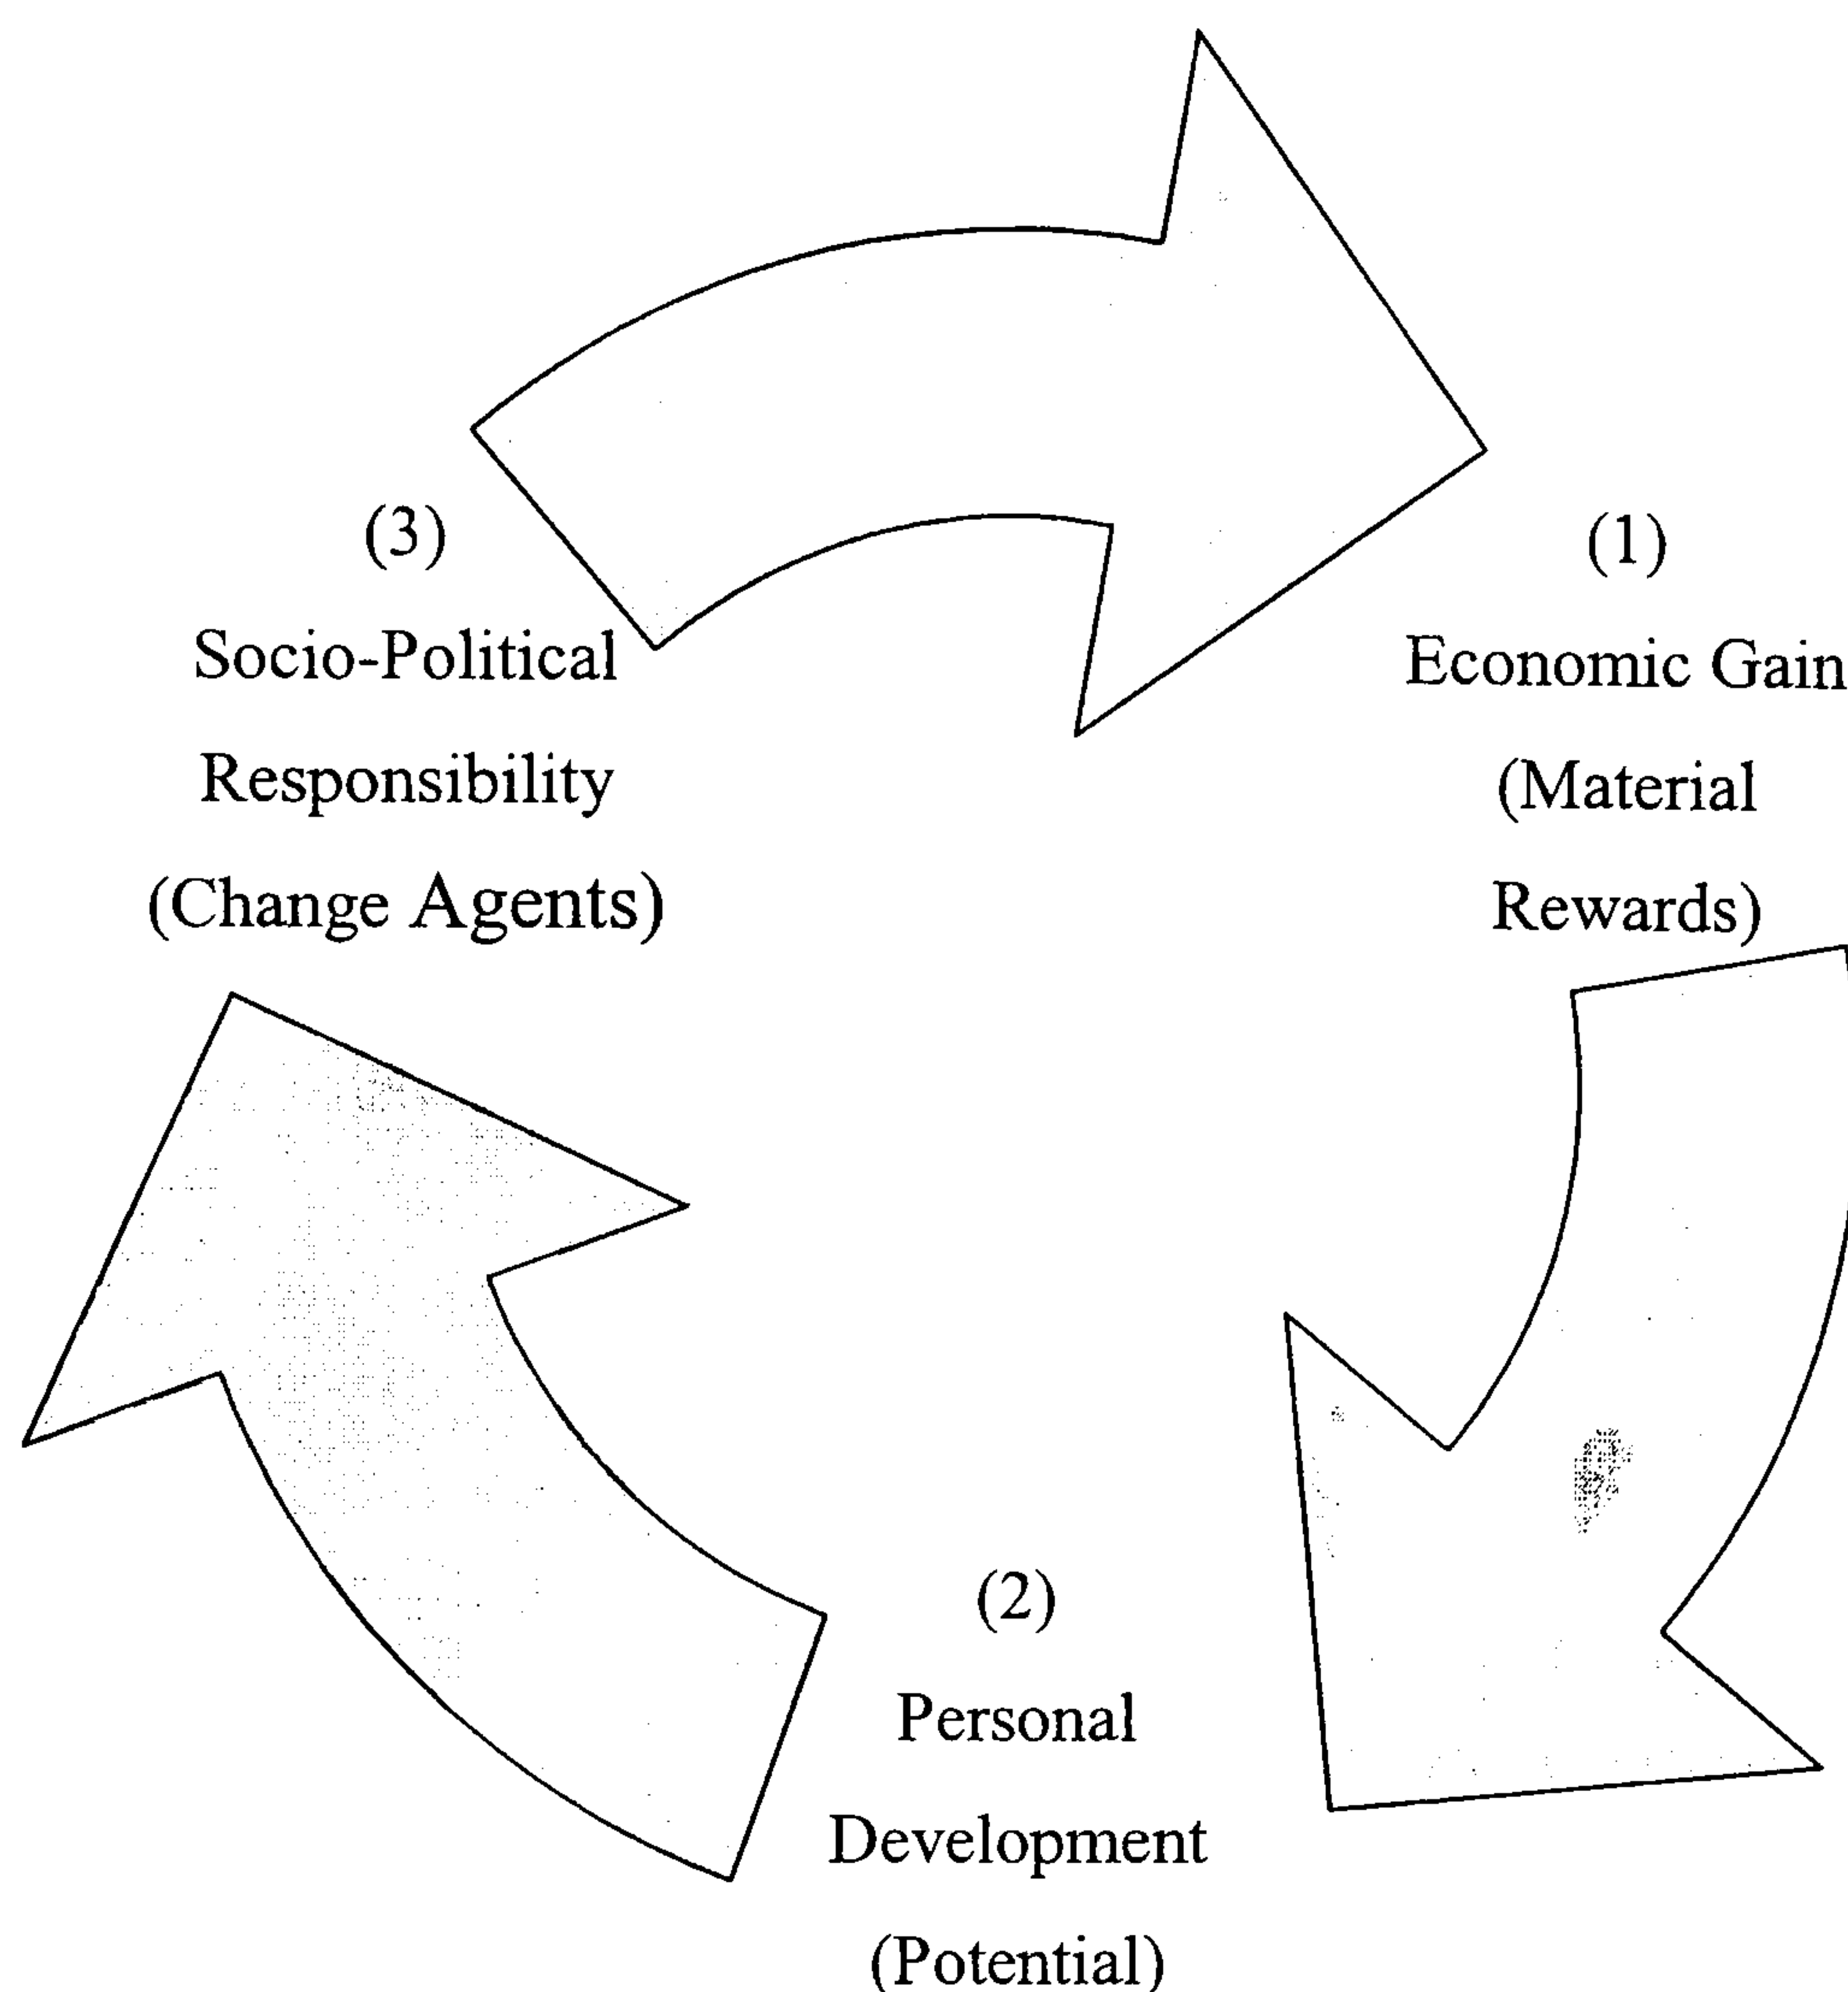 (3)
Socio-Political
Responsibility
(Change Agents)
(1)
Economic Gain
(Material
Rewards)
(2)
Personal
Development
(Potential)